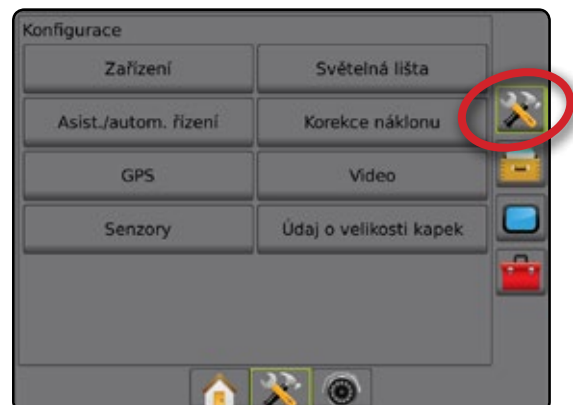 Konfigurace
Zařízení
Světelná lišta
Asist./autom. řízení
Korekce náklonu
GPS
Video
Senzory
Údaj o velikosti kapek